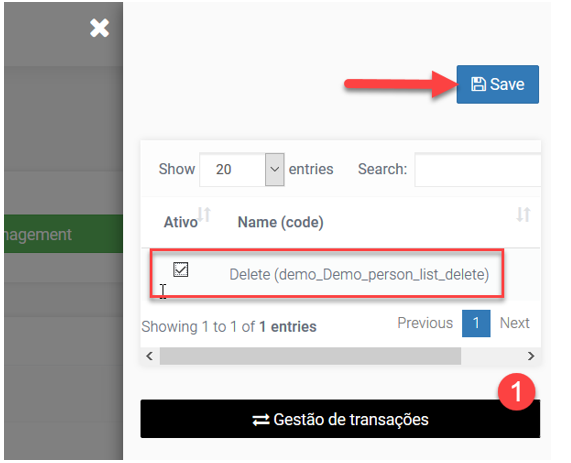 Save
Show 20 entries Search:
Ativo Name (code)
nagement
Delete (demo_Demo_person_list_delete)
Showing 1 to 1 of 1 entries Previous 1 Next
1
Gestão de transações